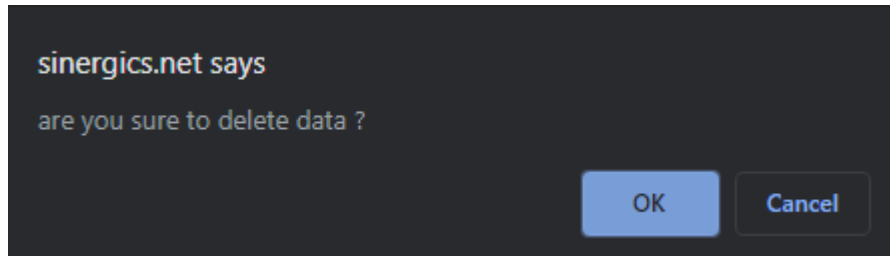 sinergics.net says
are you sure to delete data ?
OK Cancel